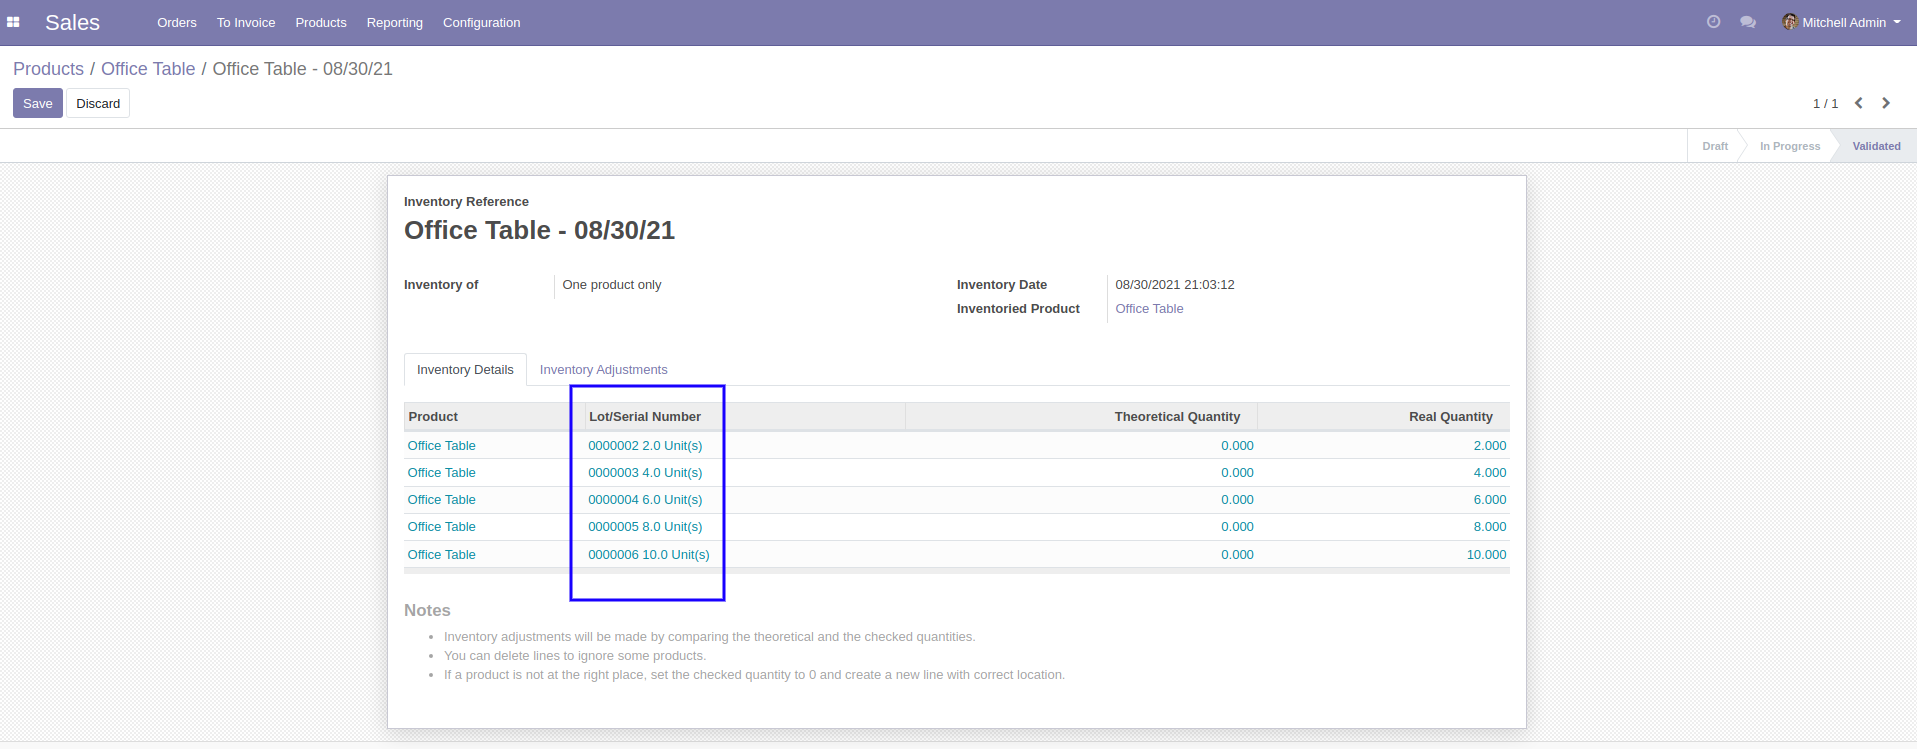 Sales Orders To Invoice Products Reporting Configuration Mitchell Admin
Products / Office Table / Office Table - 08/30/21
Save Discard 1 / 1
Draft In Progress Validated
Inventory Reference
Office Table - 08/30/21
Inventory of One product only Inventory Date 08/30/2021 21:03:12
Inventoried Product Office Table
Inventory Details Inventory Adjustments
Product Lot/Serial Number Theoretical Quantity Real Quantity
Office Table 0000002 2.0 Unit(s) 0.000 2.000
Office Table 0000003 4.0 Unit(s) 0.000 4.000
Office Table 0000004 6.0 Unit(s) 0.000 6.000
Office Table 0000005 8.0 Unit(s) 0.000 8.000
Office Table 0000006 10.0 Unit(s) 0.000 10.000
Notes
• Inventory adjustments will be made by comparing the theoretical and the checked quantities.
• You can delete lines to ignore some products.
• If a product is not at the right place, set the checked quantity to 0 and create a new line with correct location.